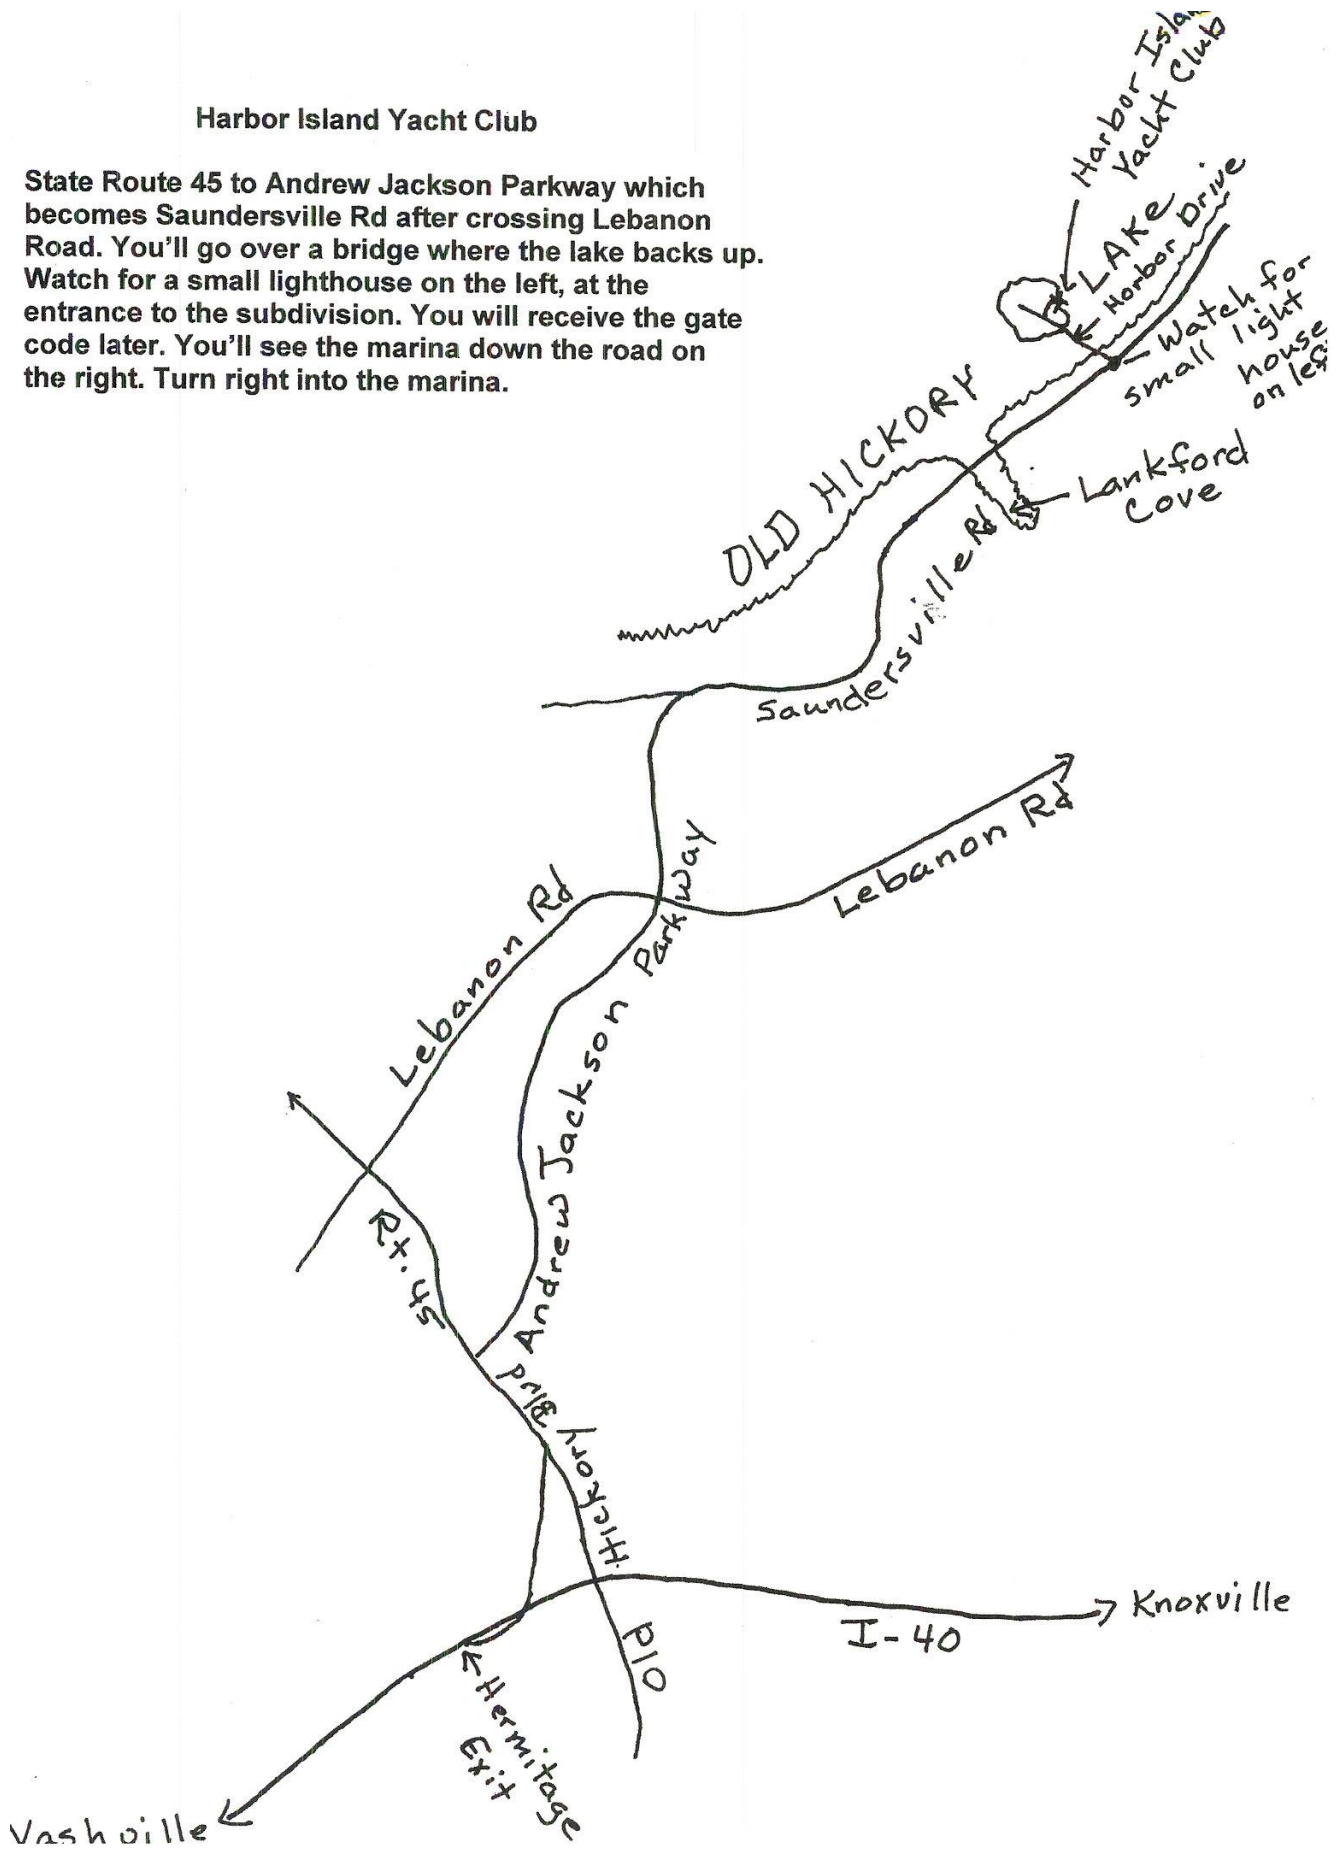 Harbor Island Yacht Club
State Route 45 to Andrew Jackson Parkway which
becomes Saundersville Rd after crossing Lebanon
Road. You'll go over a bridge where the lake backs up.
Watch for a small lighthouse on the left, at the
entrance to the subdivision. You will receive the gate
code later. You'll see the marina down the road on
the right. Turn right into the marina.
Harbor Island
Yacht Club
LAKE
Harbor Drive
Watch for
small light
house
on left
OLD HICKORY
Lankford
Cove
Saundersville Rd
Lebanon Rd
Lebanon Rd
Andrew Jackson Parkway
Rt. 45
Old Hickory Blvd
Knoxville
I-40
Hermitage
Exit
Nashville